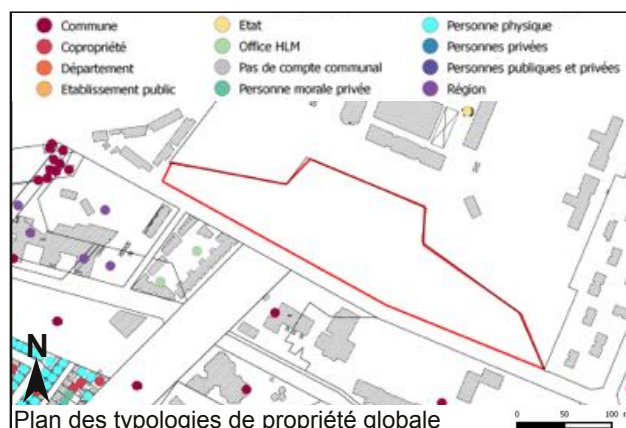 Commune
Copropriété
Département
Etablissement public
Etat
Office HLM
Pas de compte communal
Personne morale privée
Personne physique
Personnes privées
Personnes publiques et privées
Région
N
Plan des typologies de propriété globale
0 50 100